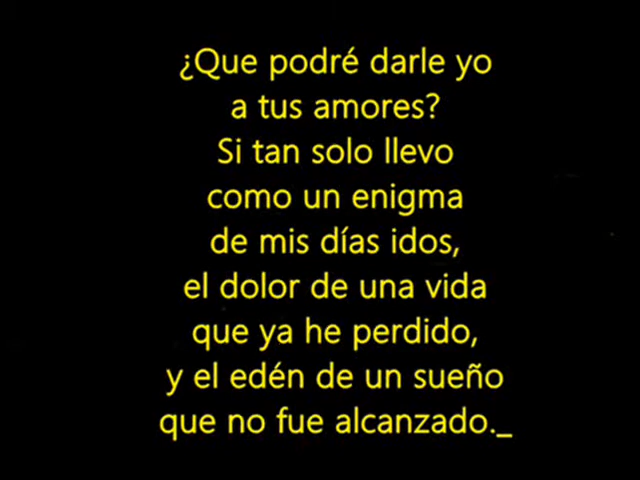 ¿Que podré darle yo
a tus amores?
Si tan solo llevo
como un enigma
de mis días idos,
el dolor de una vida
que ya he perdido,
y el edén de un sueño
que no fue alcanzado._